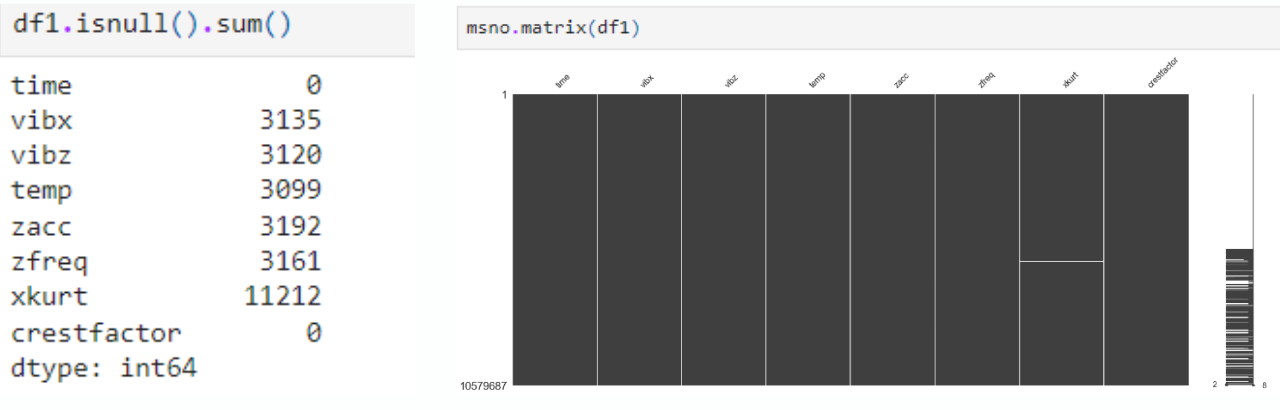 df1.isnull().sum()
time 0
vibx 3135
vibz 3120
temp 3099
zacc 3192
zfreq 3161
xkurt 11212
crestfactor 0
dtype: int64
msno.matrix(df1)
time vibx vibz temp zacc zfreq xkurt crestfactor
1
10579687
2 8